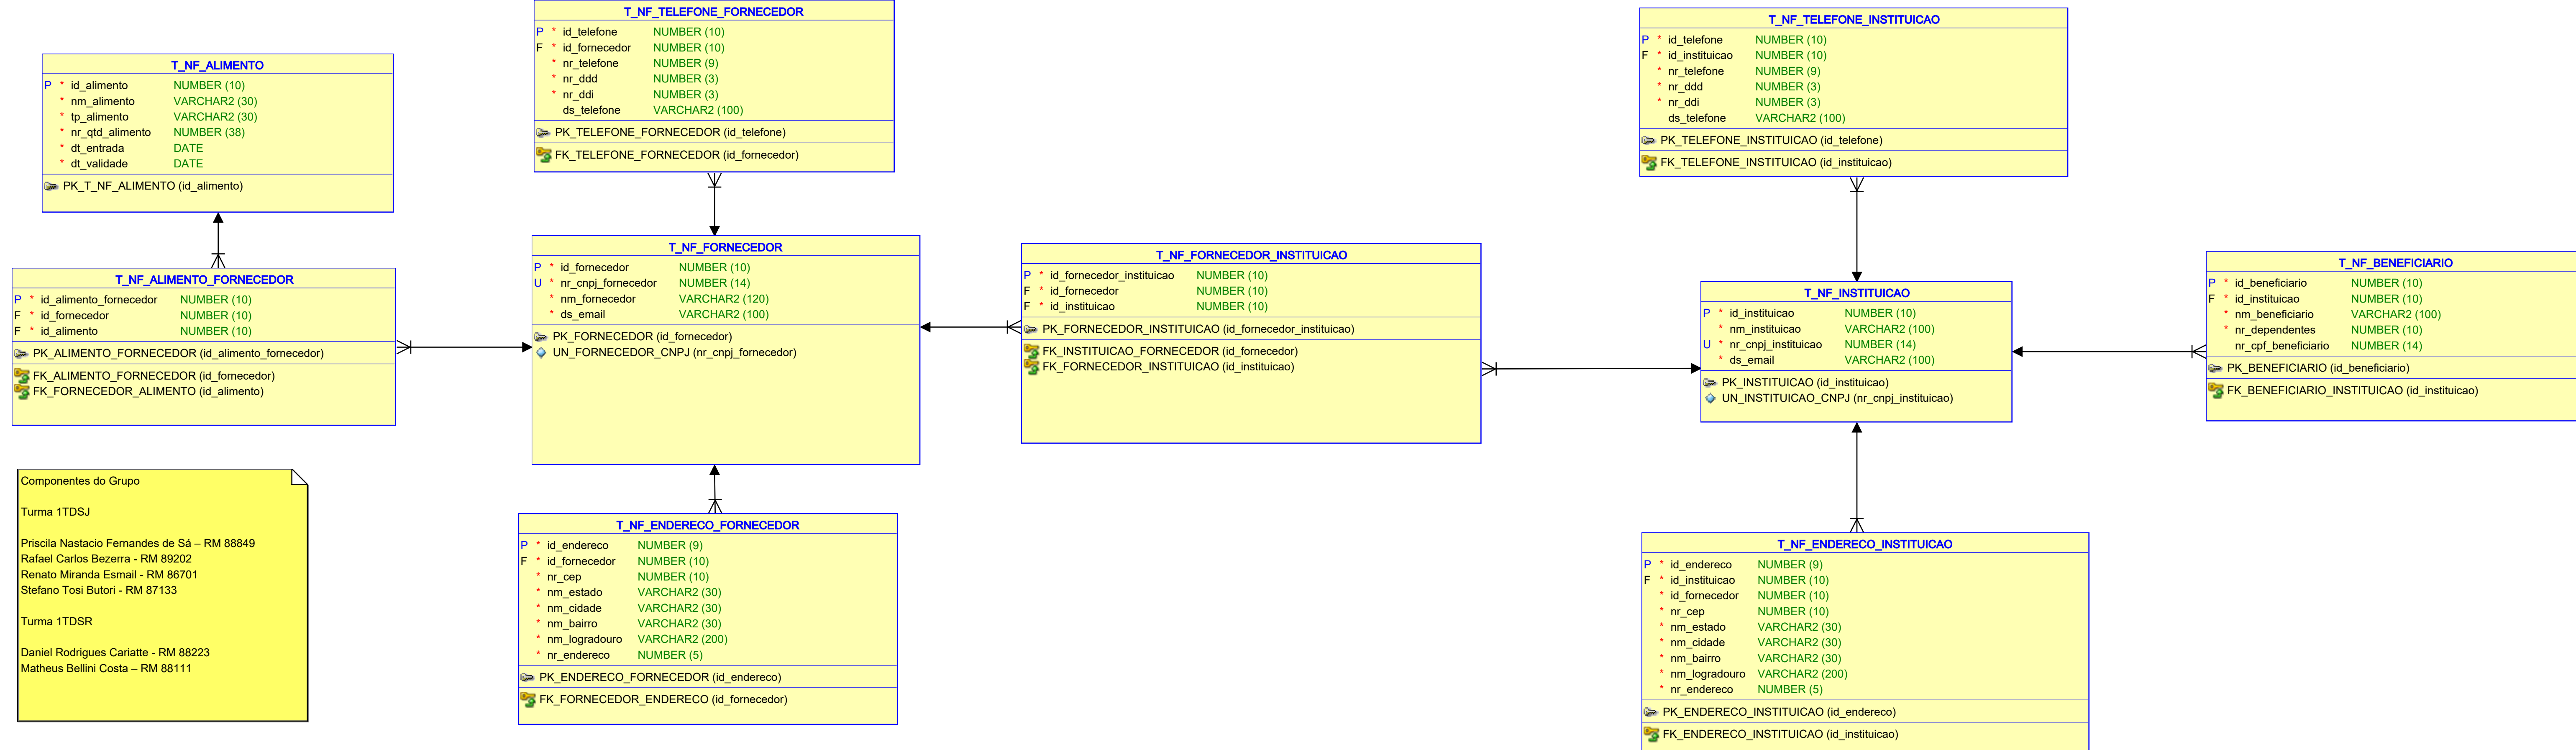 T_NF_ALIMENTO
P * id_alimento NUMBER (10)
* nm_alimento VARCHAR2 (30)
* tp_alimento VARCHAR2 (30)
* nr_qtd_alimento NUMBER (38)
* dt_entrada DATE
* dt_validade DATE
PK_T_NF_ALIMENTO (id_alimento)
T_NF_ALIMENTO_FORNECEDOR
P * id_alimento_fornecedor NUMBER (10)
F * id_fornecedor NUMBER (10)
F * id_alimento NUMBER (10)
PK_ALIMENTO_FORNECEDOR (id_alimento_fornecedor)
FK_ALIMENTO_FORNECEDOR (id_fornecedor)
FK_FORNECEDOR_ALIMENTO (id_alimento)
Componentes do Grupo
Turma 1TDSJ
Priscila Nastacio Fernandes de Sá – RM 88849
Rafael Carlos Bezerra - RM 89202
Renato Miranda Esmail - RM 86701
Stefano Tosi Butori - RM 87133
Turma 1TDSR
Daniel Rodrigues Cariatte - RM 88223
Matheus Bellini Costa – RM 88111
T_NF_TELEFONE_FORNECEDOR
P * id_telefone NUMBER (10)
F * id_fornecedor NUMBER (10)
* nr_telefone NUMBER (9)
* nr_ddd NUMBER (3)
* nr_ddi NUMBER (3)
ds_telefone VARCHAR2 (100)
PK_TELEFONE_FORNECEDOR (id_telefone)
FK_TELEFONE_FORNECEDOR (id_fornecedor)
T_NF_FORNECEDOR
P * id_fornecedor NUMBER (10)
U * nr_cnpj_fornecedor NUMBER (14)
* nm_fornecedor VARCHAR2 (120)
* ds_email VARCHAR2 (100)
PK_FORNECEDOR (id_fornecedor)
UN_FORNECEDOR_CNPJ (nr_cnpj_fornecedor)
T_NF_ENDERECO_FORNECEDOR
P * id_endereco NUMBER (9)
F * id_fornecedor NUMBER (10)
* nr_cep NUMBER (10)
* nm_estado VARCHAR2 (30)
* nm_cidade VARCHAR2 (30)
* nm_bairro VARCHAR2 (30)
* nm_logradouro VARCHAR2 (200)
* nr_endereco NUMBER (5)
PK_ENDERECO_FORNECEDOR (id_endereco)
FK_FORNECEDOR_ENDERECO (id_fornecedor)
T_NF_FORNECEDOR_INSTITUICAO
P * id_fornecedor_instituicao NUMBER (10)
F * id_fornecedor NUMBER (10)
F * id_instituicao NUMBER (10)
PK_FORNECEDOR_INSTITUICAO (id_fornecedor_instituicao)
FK_INSTITUICAO_FORNECEDOR (id_fornecedor)
FK_FORNECEDOR_INSTITUICAO (id_instituicao)
T_NF_TELEFONE_INSTITUICAO
P * id_telefone NUMBER (10)
F * id_instituicao NUMBER (10)
* nr_telefone NUMBER (9)
* nr_ddd NUMBER (3)
* nr_ddi NUMBER (3)
ds_telefone VARCHAR2 (100)
PK_TELEFONE_INSTITUICAO (id_telefone)
FK_TELEFONE_INSTITUICAO (id_instituicao)
T_NF_INSTITUICAO
P * id_instituicao NUMBER (10)
* nm_instituicao VARCHAR2 (100)
U * nr_cnpj_instituicao NUMBER (14)
* ds_email VARCHAR2 (100)
PK_INSTITUICAO (id_instituicao)
UN_INSTITUICAO_CNPJ (nr_cnpj_instituicao)
T_NF_ENDERECO_INSTITUICAO
P * id_endereco NUMBER (9)
F * id_instituicao NUMBER (10)
* id_fornecedor NUMBER (10)
* nr_cep NUMBER (10)
* nm_estado VARCHAR2 (30)
* nm_cidade VARCHAR2 (30)
* nm_bairro VARCHAR2 (30)
* nm_logradouro VARCHAR2 (200)
* nr_endereco NUMBER (5)
PK_ENDERECO_INSTITUICAO (id_endereco)
FK_ENDERECO_INSTITUICAO (id_instituicao)
T_NF_BENEFICIARIO
P * id_beneficiario NUMBER (10)
F * id_instituicao NUMBER (10)
* nm_beneficiario VARCHAR2 (100)
* nr_dependentes NUMBER (10)
nr_cpf_beneficiario NUMBER (14)
PK_BENEFICIARIO (id_beneficiario)
FK_BENEFICIARIO_INSTITUICAO (id_instituicao)